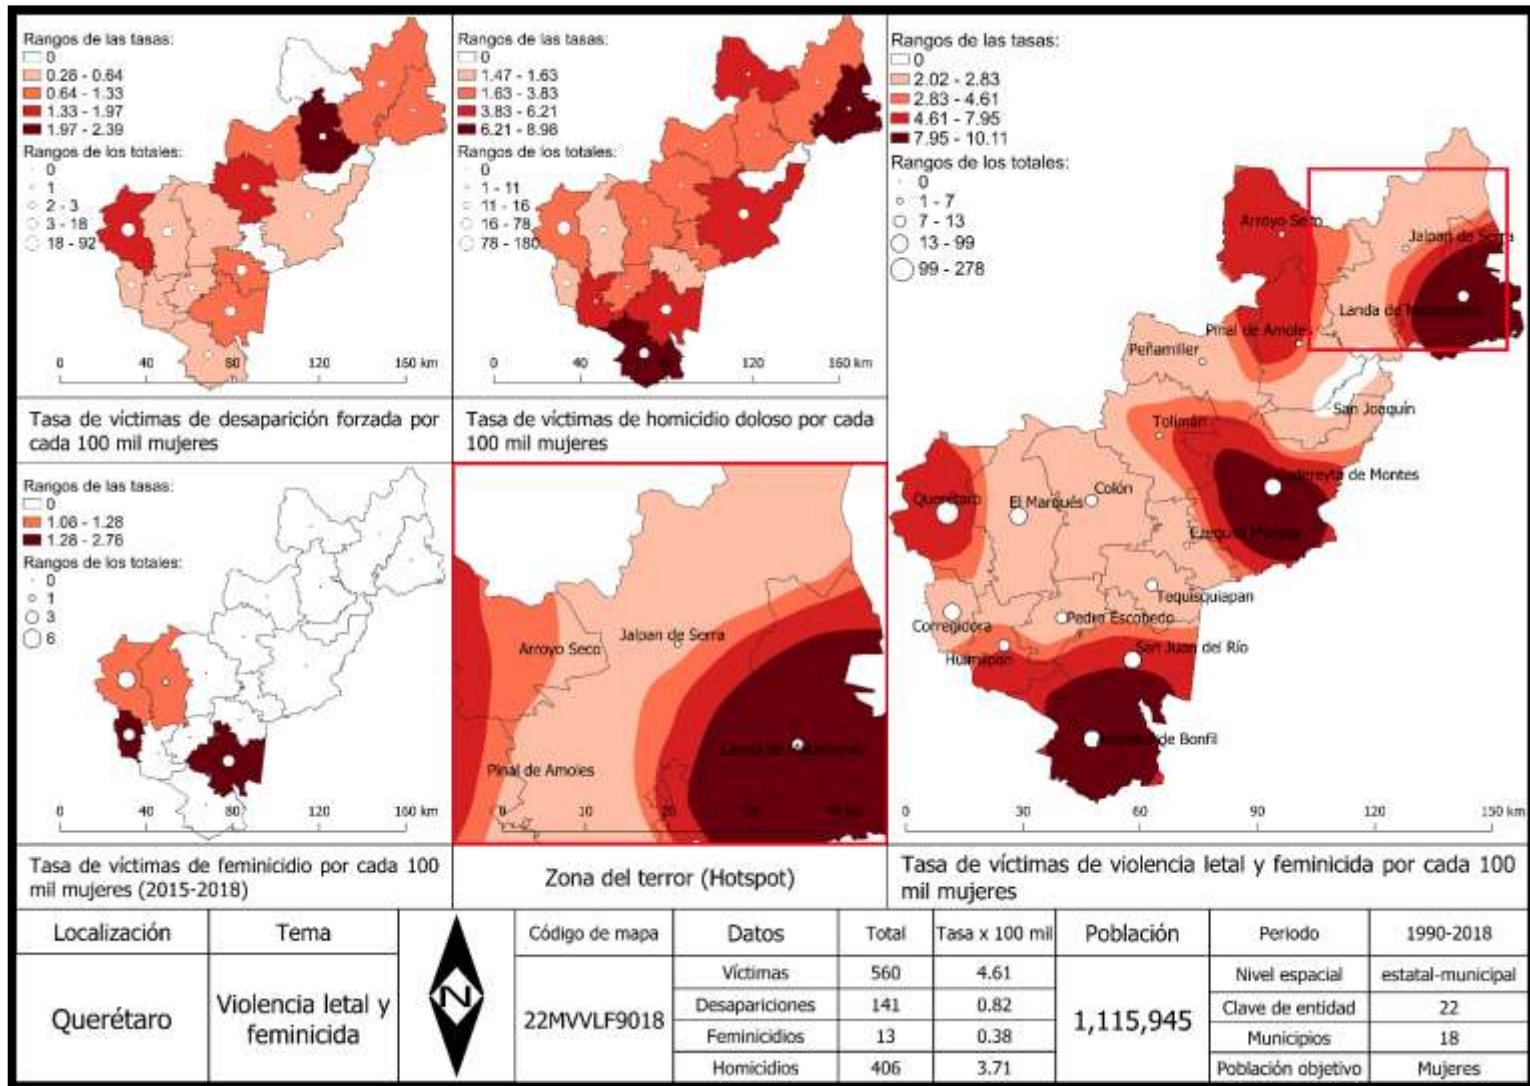 Rangos de las tasas:
0
0.28 - 0.64
0.64 - 1.33
1.33 - 1.97
1.97 - 2.39
Rangos de los totales:
0
1
2 - 3
3 - 18
18 - 92
0 40 80 120 160 km
Tasa de víctimas de desaparición forzada por
cada 100 mil mujeres
Rangos de las tasas:
0
1.47 - 1.63
1.63 - 3.83
3.83 - 6.21
6.21 - 8.98
Rangos de los totales:
0
1 - 11
11 - 16
16 - 78
78 - 180
0 40 80 120 160 km
Tasa de víctimas de homicidio doloso por cada
100 mil mujeres
Rangos de las tasas:
0
2.02 - 2.83
2.83 - 4.61
4.61 - 7.95
7.95 - 10.11
Rangos de los totales:
0
1 - 7
7 - 13
13 - 99
99 - 278
Arroyo Seco
Jalpan de Serra
Landa de
Pinal de Amoles
Peñamiller
San Joaquín
Tolimán
de Montes
Querétaro
El Marqués
Colón
Ezequiel Montes
Tequisquiapan
Corregidora
Pedro Escobedo
Huimilpan
San Juan del Río
de Bonfil
0 30 60 90 120 150 km
Tasa de víctimas de violencia letal y feminicida por cada 100
mil mujeres
Rangos de las tasas:
0
1.08 - 1.28
1.28 - 2.76
Rangos de los totales:
0
1
3
6
0 40 80 120 160 km
Tasa de víctimas de feminicidio por cada 100
mil mujeres (2015-2018)
Jalpan de Serra
Arroyo Seco
Pinal de Amoles
0 10 20
Zona del terror (Hotspot)
Localización
Querétaro
Tema
Violencia letal y
feminicida
N
Código de mapa
22MVVLF9018
Datos Total Tasa x 100 mil
Víctimas 560 4.61
Desapariciones 141 0.82
Feminicidios 13 0.38
Homicidios 406 3.71
Población
1,115,945
Periodo 1990-2018
Nivel espacial estatal-municipal
Clave de entidad 22
Municipios 18
Población objetivo Mujeres